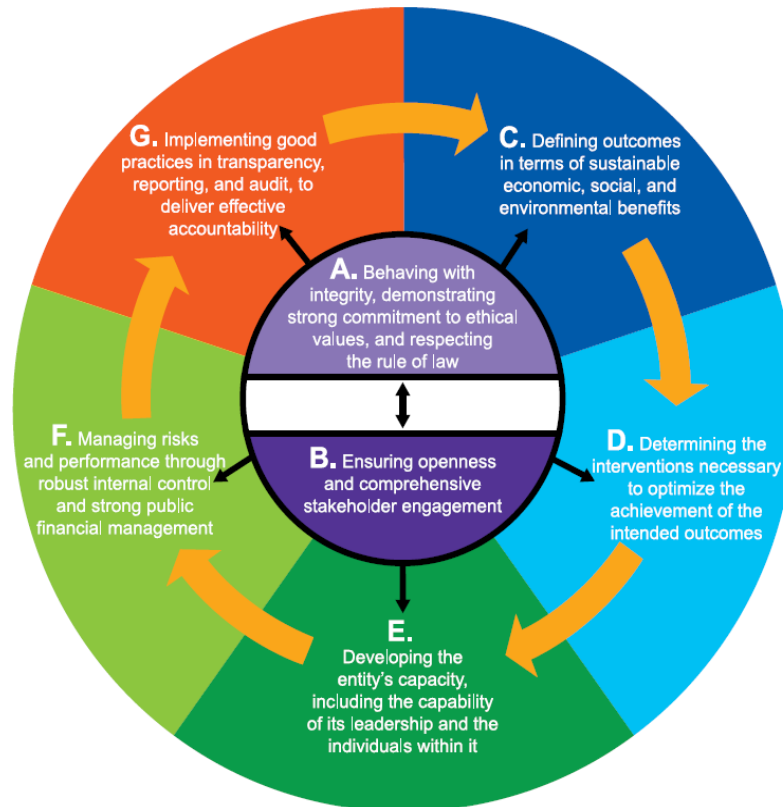 G. Implementing good
practices in transparency,
reporting, and audit, to
deliver effective
accountability
C. Defining outcomes
in terms of sustainable
economic, social, and
environmental benefits
A. Behaving with
integrity, demonstrating
strong commitment to ethical
values, and respecting
the rule of law
B. Ensuring openness
and comprehensive
stakeholder engagement
F. Managing risks
and performance through
robust internal control
and strong public
financial management
D. Determining the
interventions necessary
to optimize the
achievement of the
intended outcomes
E.
Developing the
entity's capacity,
including the capability
of its leadership and the
individuals within it